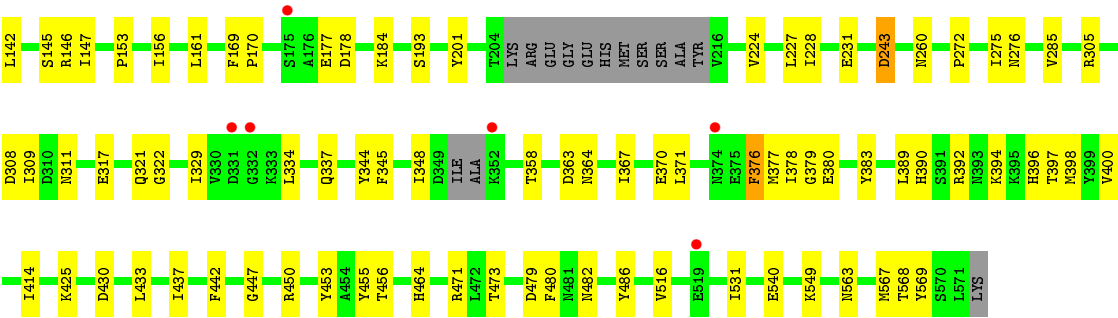 L142 S145 R146 I147 P153 I156 L161 F169 P170 S175 A176 E177 D178 K184 S193 Y201 T204 LYS ARG GLU GLY GLU HIS MET SER SER ALA TYR V216 V224 L227 I228 E231 D243 N260 P272 I275 N276 V285 R305
D308 I309 D310 N311 E317 Q321 G322 I329 V330 D331 G332 K333 L334 Q337 Y344 F345 I348 D349 ILE ALA K352 T358 D363 N364 I367 E370 L371 N374 E375 F376 M377 I378 G379 E380 Y383 L389 H390 S391 R392 N393 K394 K395 H396 T397 M398 Y399 V400
I414 K425 D430 L433 I437 F442 G447 R450 Y453 A454 Y455 T456 H464 R471 L472 T473 D479 F480 N481 N482 Y486 V516 E519 I531 E540 K549 N563 M567 T568 Y569 S570 L571 LYS